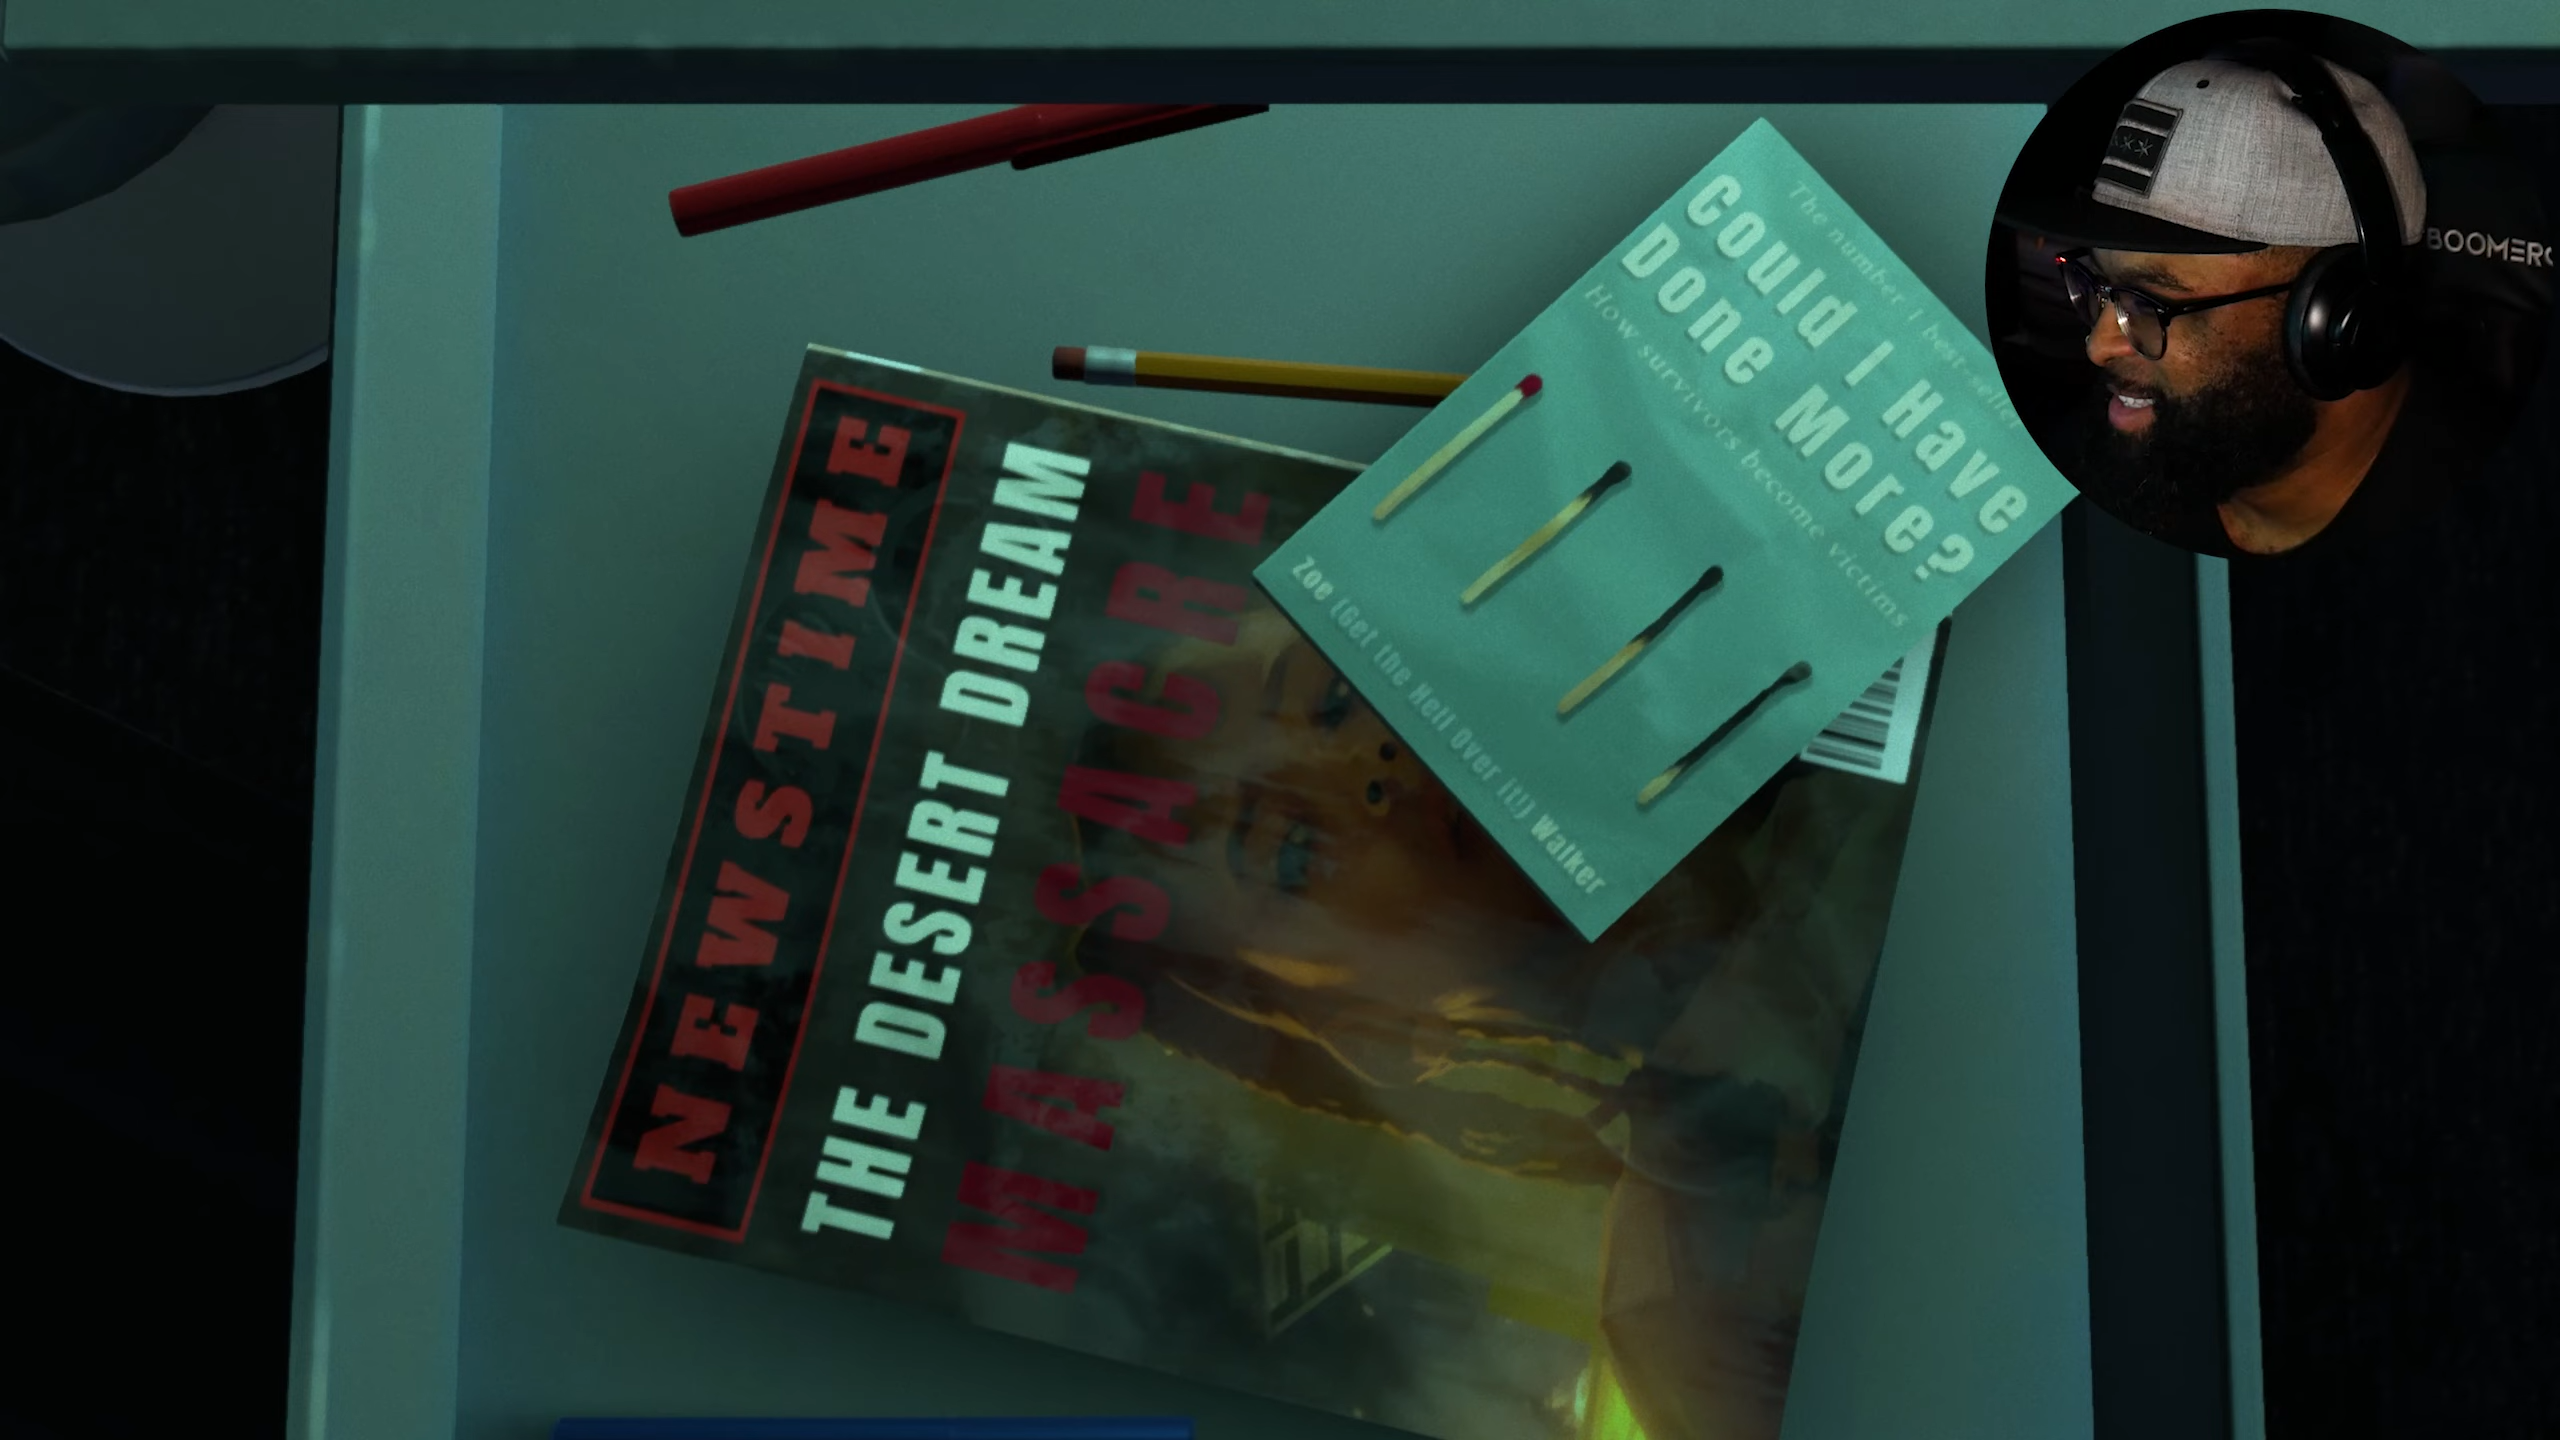 The number 1 best-seller
Could I Have
Done More?
How survivors become victims
Zoe (Get the Hell Over it!) Walker
NEWSTIME
THE DESERT DREAM
MASSACRE
XXX
BOOMER